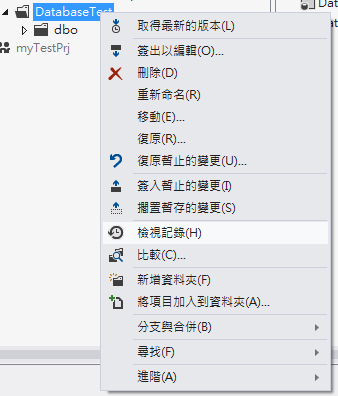 DatabaseTest
dbo
myTestPrj
Dat
取得最新的版本(L)
簽出以編輯(O)...
刪除(D)
重新命名(R)
移動(E)...
復原(R)...
復原暫止的變更(U)...
簽入暫止的變更(I)
擱置暫存的變更(S)
檢視記錄(H)
比較(C)...
新增資料夾(F)
將項目加入到資料夾(A)...
分支與合併(B)
尋找(F)
進階(A)